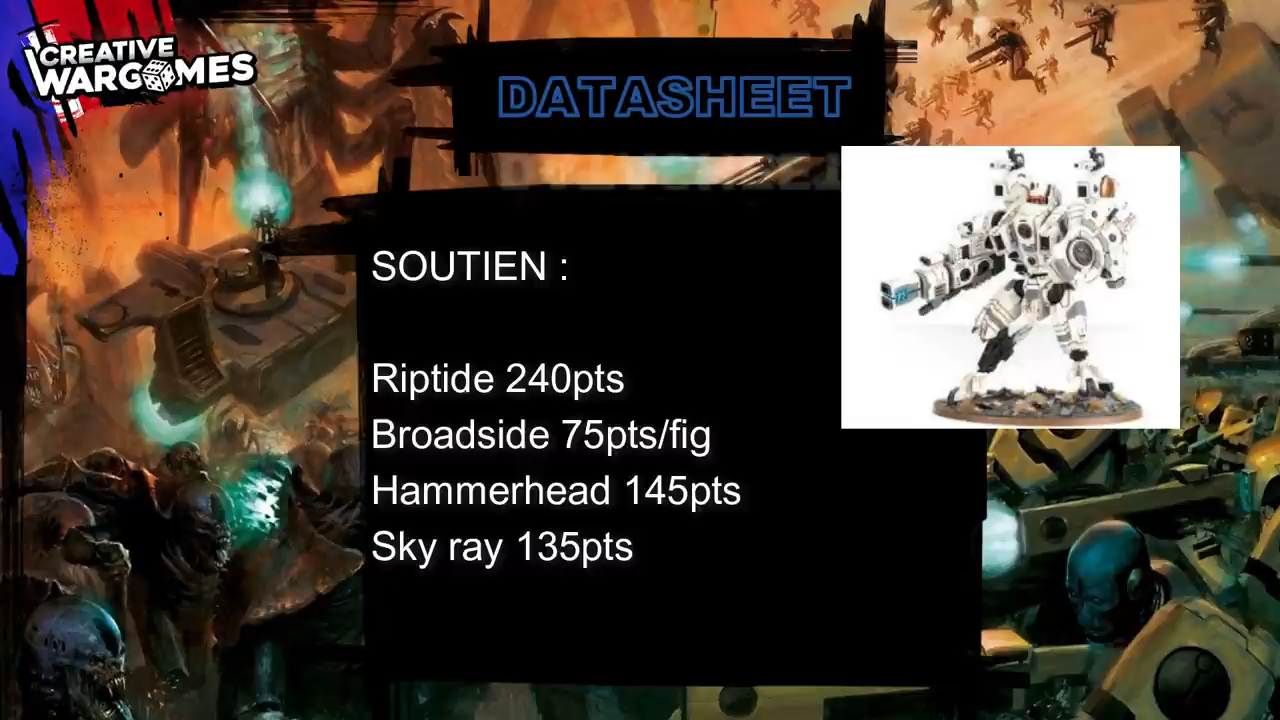 CREATIVE
WARGAMES
DATASHEET
SOUTIEN :
Riptide 240pts
Broadside 75pts/fig
Hammerhead 145pts
Sky ray 135pts